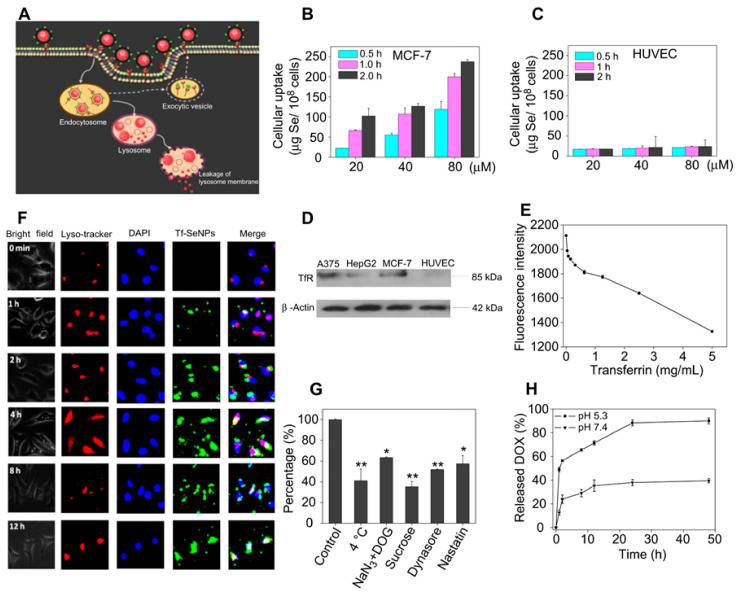 A
Endocytosome
Exocytic vesicle
Lysosome
Leakage of
lysosome membrane
B
MCF-7
0.5 h
1.0 h
2.0 h
Cellular uptake
(μg Se/ 10⁸ cells)
250
200
150
100
50
0
20 40 80 (μM)
C
HUVEC
0.5 h
1 h
2 h
Cellular uptake
(μg Se/ 10⁸ cells)
250
200
150
100
50
0
20 40 80 (μM)
D
A375 HepG2 MCF-7 HUVEC
TfR 85 kDa
β -Actin 42 kDa
E
Fluorescence intensity
2200
2000
1800
1600
1400
1200
0 1 2 3 4 5
Transferrin (mg/mL)
F
Bright field Lyso-tracker DAPI Tf-SeNPs Merge
0 min
1 h
2 h
4 h
8 h
12 h
G
Percentage (%)
100
80
60
40
20
0
** * ** ** *
Control
4 °C
NaN₃+DOG
Sucrose
Dynasore
Nastatin
H
pH 5.3
pH 7.4
Released DOX (%)
100
80
60
40
20
0
0 10 20 30 40 50
Time (h)